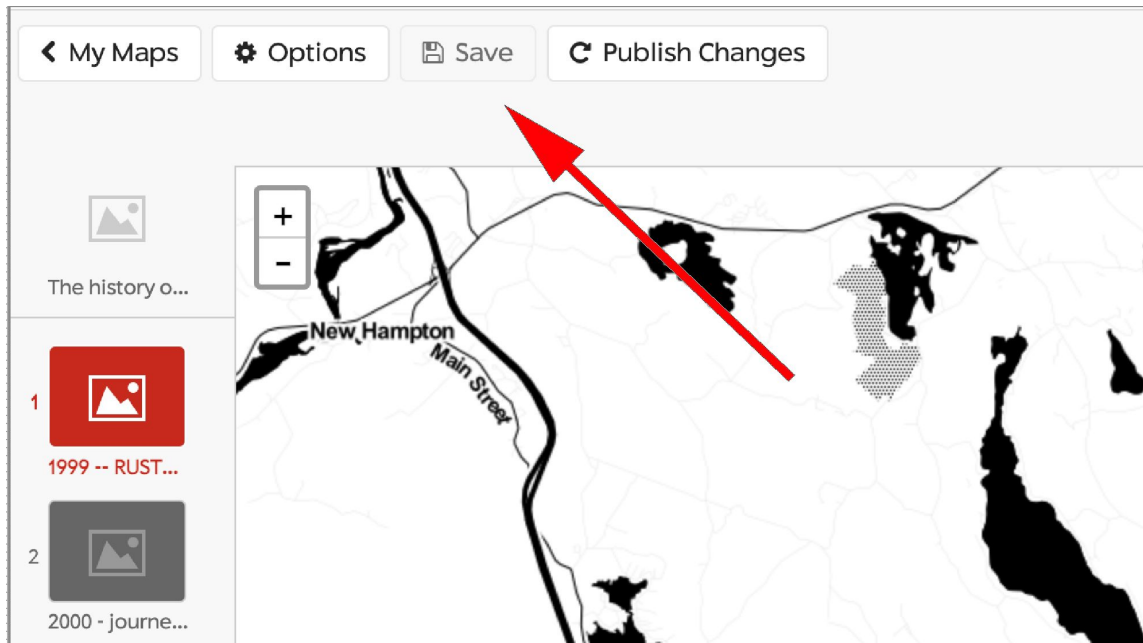 My Maps
Options
Save
Publish Changes
+
-
The history o...
New Hampton
Main Street
1
1999 -- RUST...
2
2000 - journe...